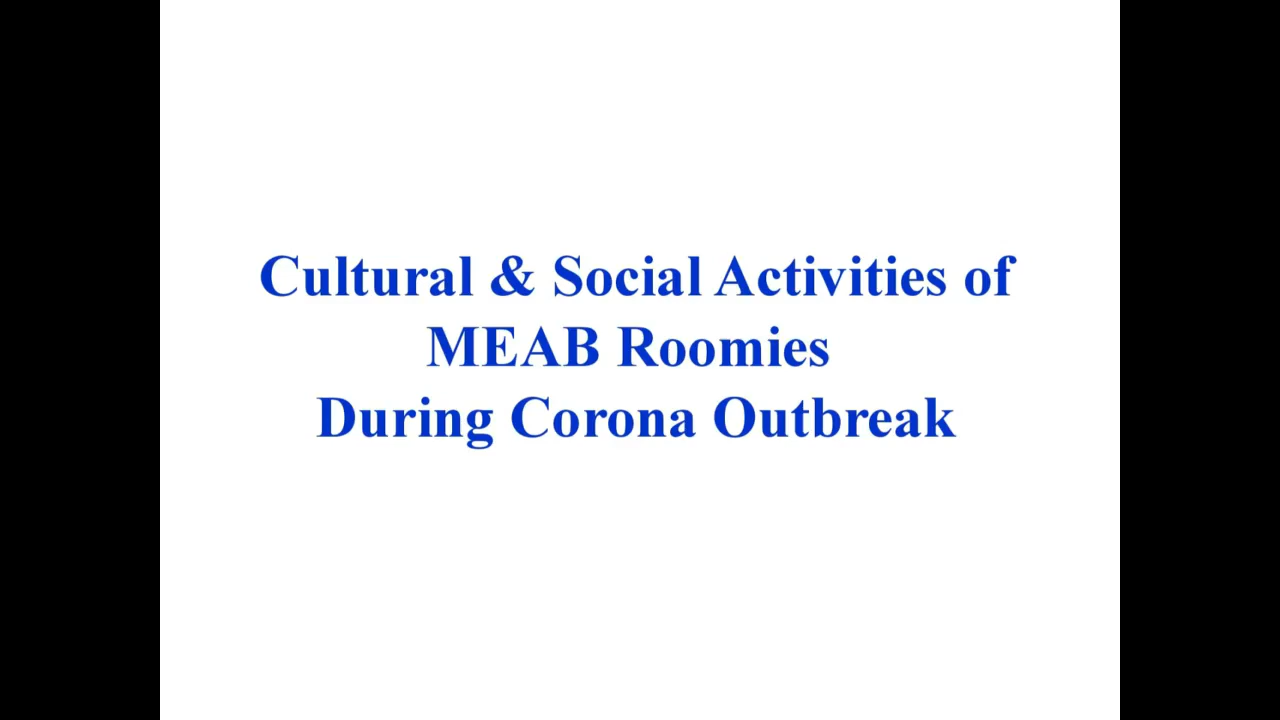 Cultural & Social Activities of
MEAB Roomies
During Corona Outbreak